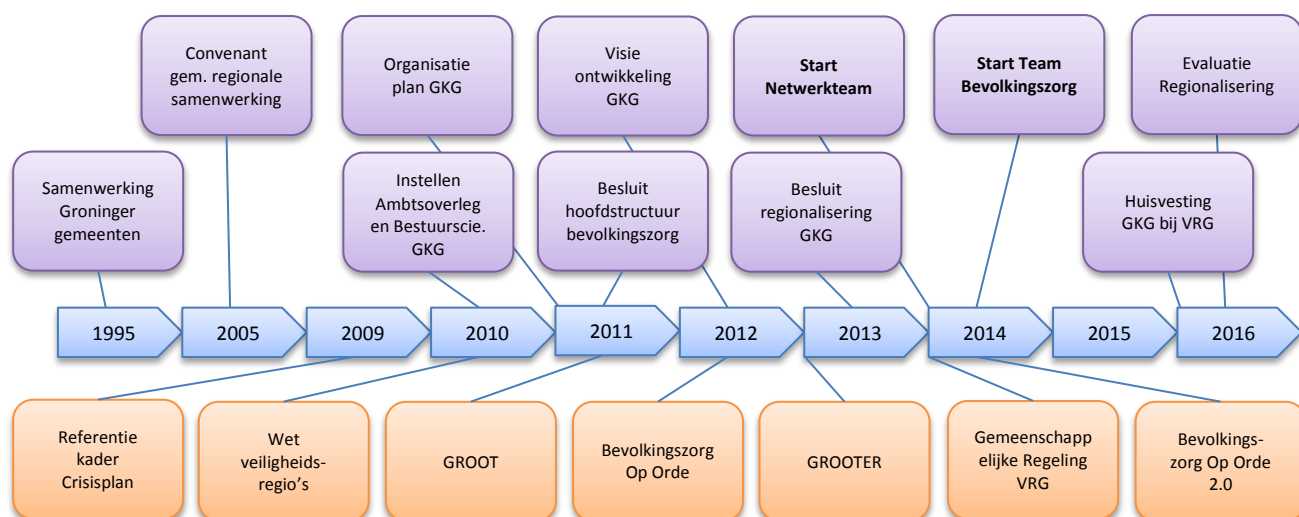 Convenant
gem. regionale
samenwerking
Organisatie
plan GKG
Visie
ontwikkeling
GKG
Start
Netwerkteam
Start Team
Bevolkingszorg
Evaluatie
Regionalisering
Samenwerking
Groninger
gemeenten
Instellen
Ambtsoverleg
en Bestuurscie.
GKG
Besluit
hoofdstructuur
bevolkingszorg
Besluit
regionalisering
GKG
Huisvesting
GKG bij VRG
1995
2005
2009
2010
2011
2012
2013
2014
2015
2016
Referentie
kader
Crisisplan
Wet
veiligheids-
regio's
GROOT
Bevolkingszorg
Op Orde
GROOTER
Gemeenschapp
elijke Regeling
VRG
Bevolkings-
zorg Op Orde
2.0